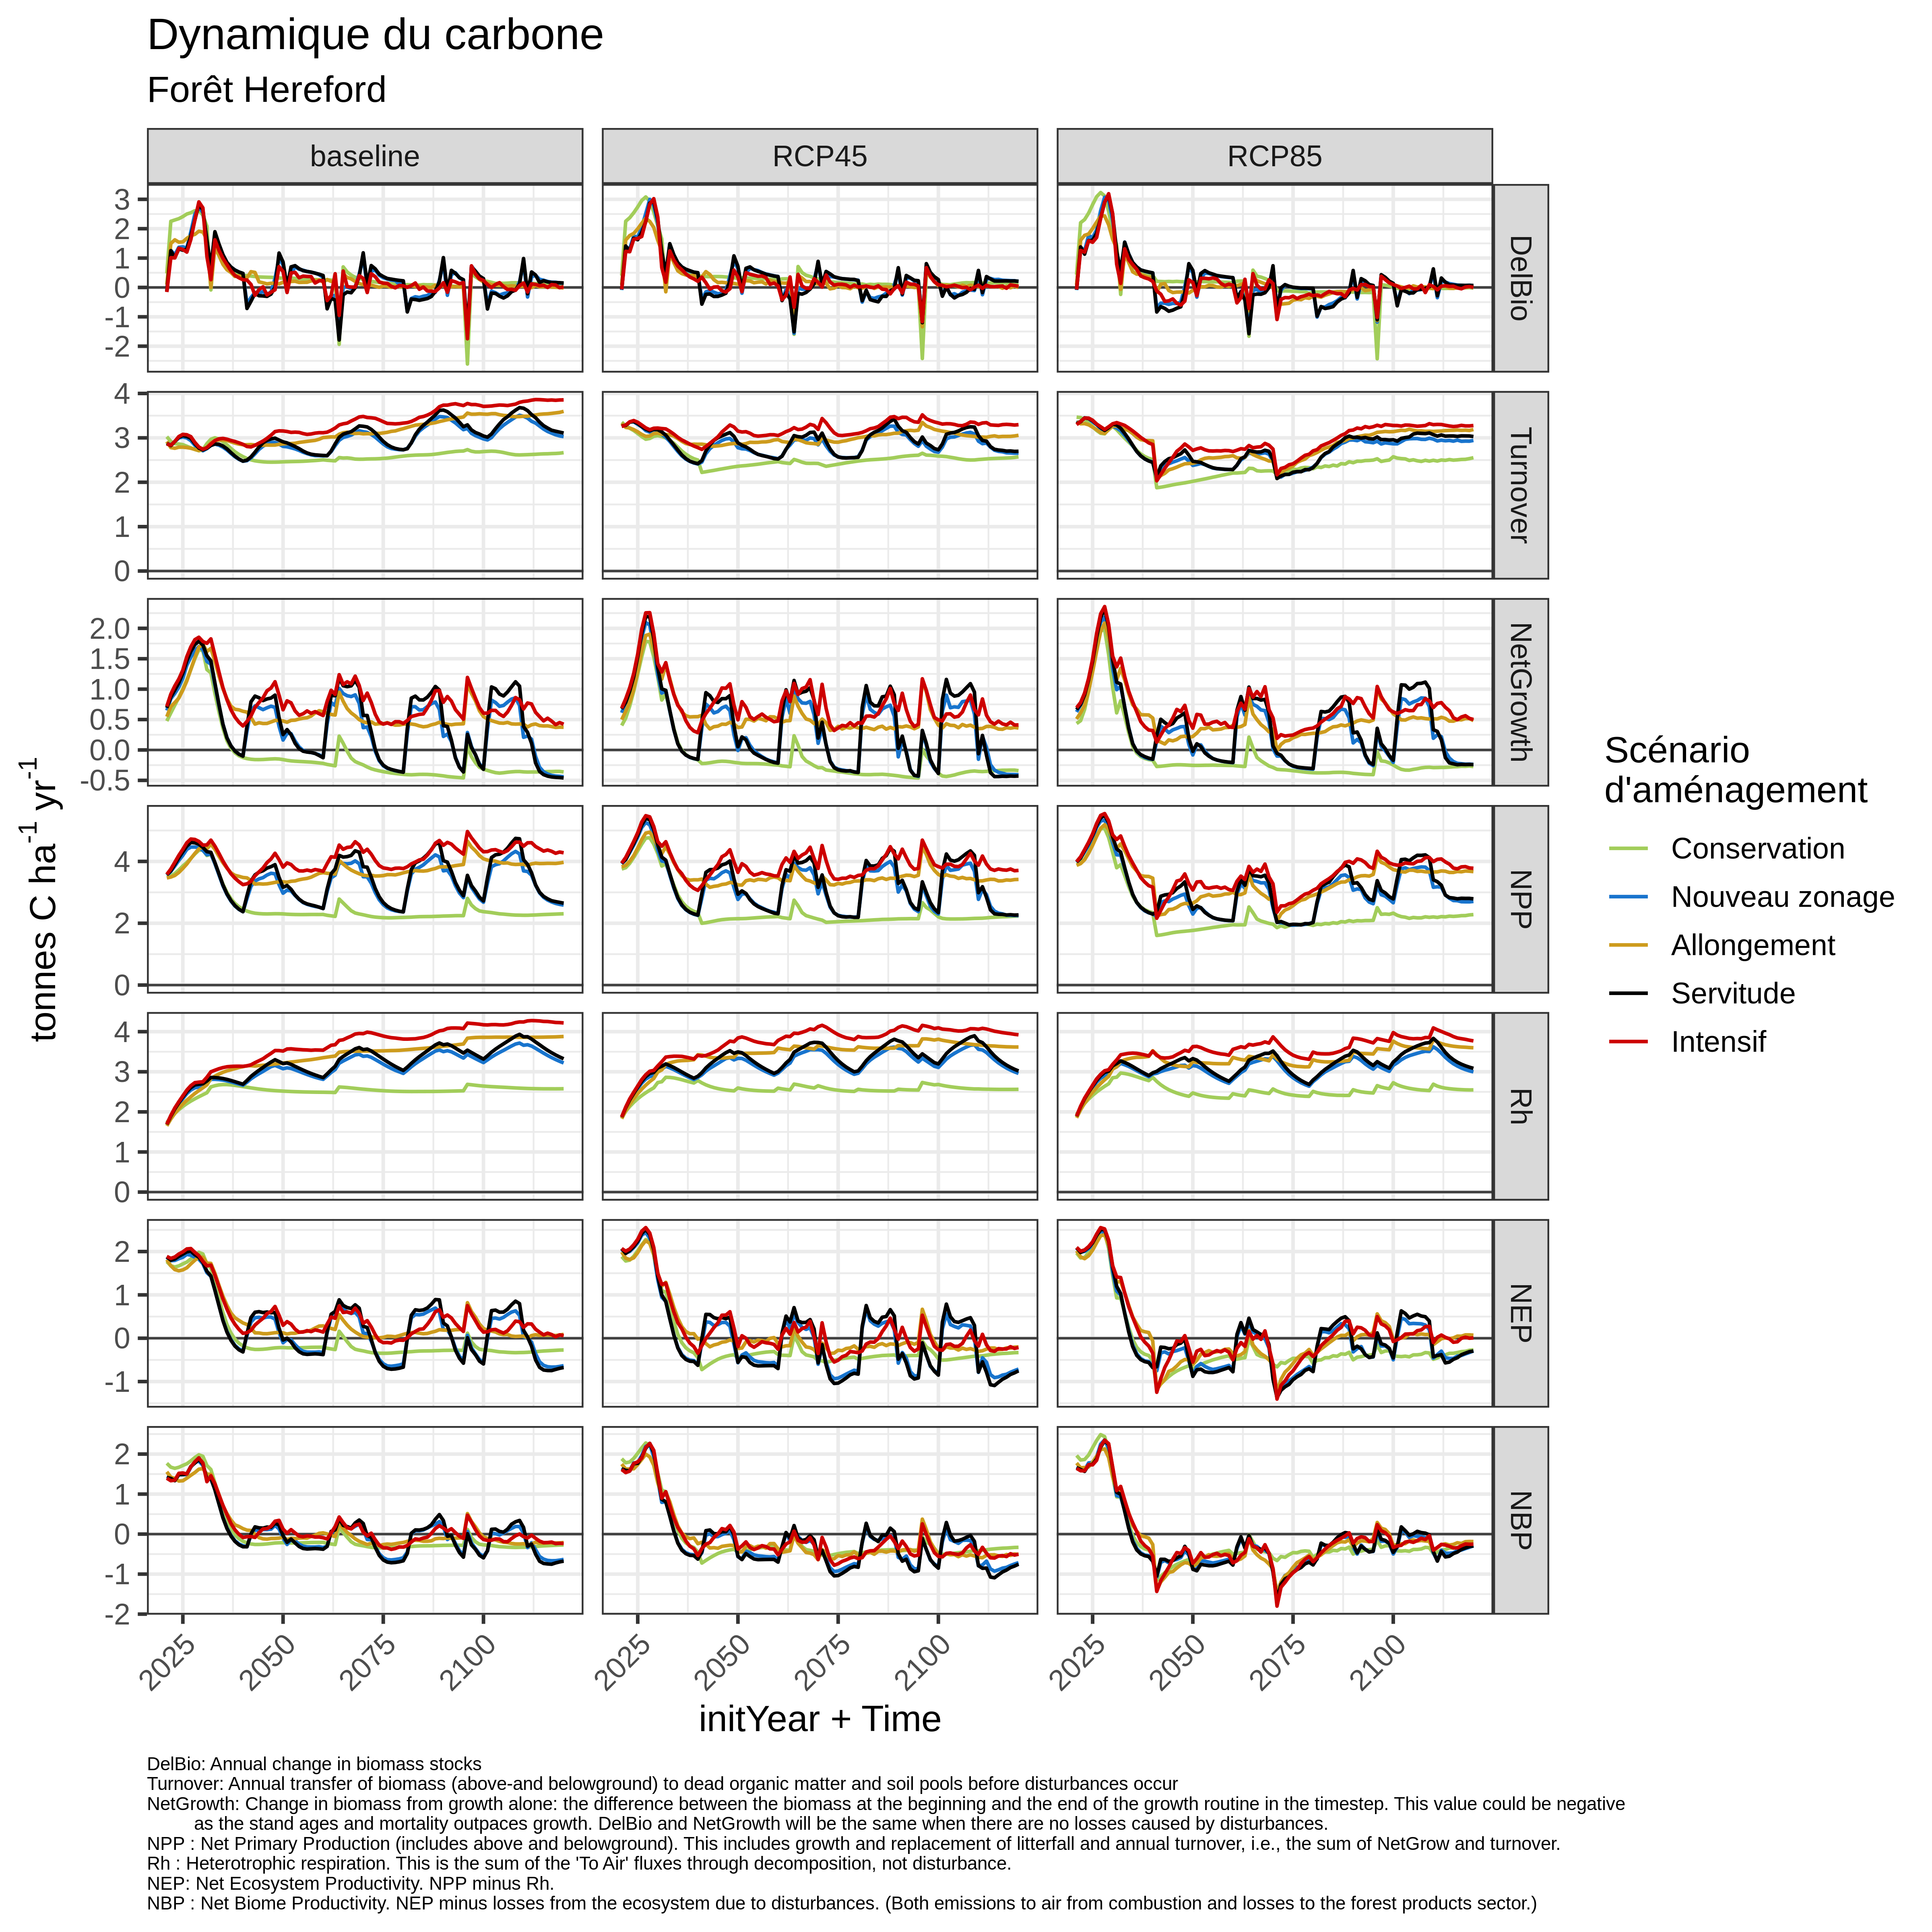 Dynamique du carbone
Forêt Hereford
baseline
RCP45
RCP85
3
2
1
0
-1
-2
DelBio
4
3
2
1
0
Turnover
2.0
1.5
1.0
0.5
0.0
-0.5
NetGrowth
4
2
0
NPP
4
3
2
1
0
Rh
2
1
0
-1
NEP
2
1
0
-1
-2
NBP
tonnes C ha-1 yr-1
2025
2050
2075
2100
2025
2050
2075
2100
2025
2050
2075
2100
initYear + Time
Scénario
d'aménagement
Conservation
Nouveau zonage
Allongement
Servitude
Intensif
DelBio: Annual change in biomass stocks
Turnover: Annual transfer of biomass (above-and belowground) to dead organic matter and soil pools before disturbances occur
NetGrowth: Change in biomass from growth alone: the difference between the biomass at the beginning and the end of the growth routine in the timestep. This value could be negative
as the stand ages and mortality outpaces growth. DelBio and NetGrowth will be the same when there are no losses caused by disturbances.
NPP : Net Primary Production (includes above and belowground). This includes growth and replacement of litterfall and annual turnover, i.e., the sum of NetGrow and turnover.
Rh : Heterotrophic respiration. This is the sum of the 'To Air' fluxes through decomposition, not disturbance.
NEP: Net Ecosystem Productivity. NPP minus Rh.
NBP : Net Biome Productivity. NEP minus losses from the ecosystem due to disturbances. (Both emissions to air from combustion and losses to the forest products sector.)